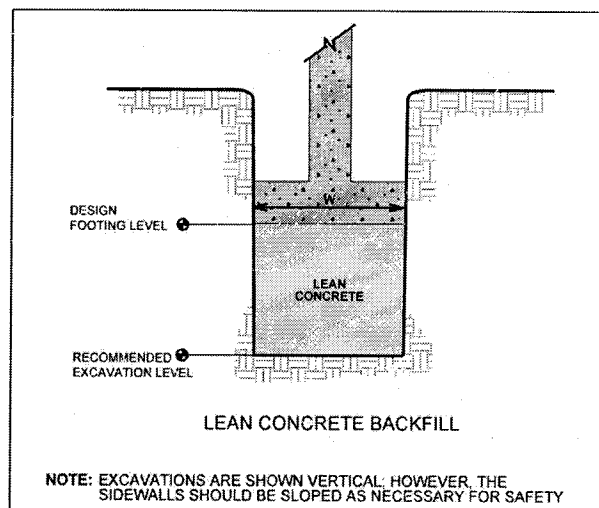 W
DESIGN
FOOTING LEVEL
LEAN
CONCRETE
RECOMMENDED
EXCAVATION LEVEL
LEAN CONCRETE BACKFILL
NOTE: EXCAVATIONS ARE SHOWN VERTICAL; HOWEVER, THE
SIDEWALLS SHOULD BE SLOPED AS NECESSARY FOR SAFETY